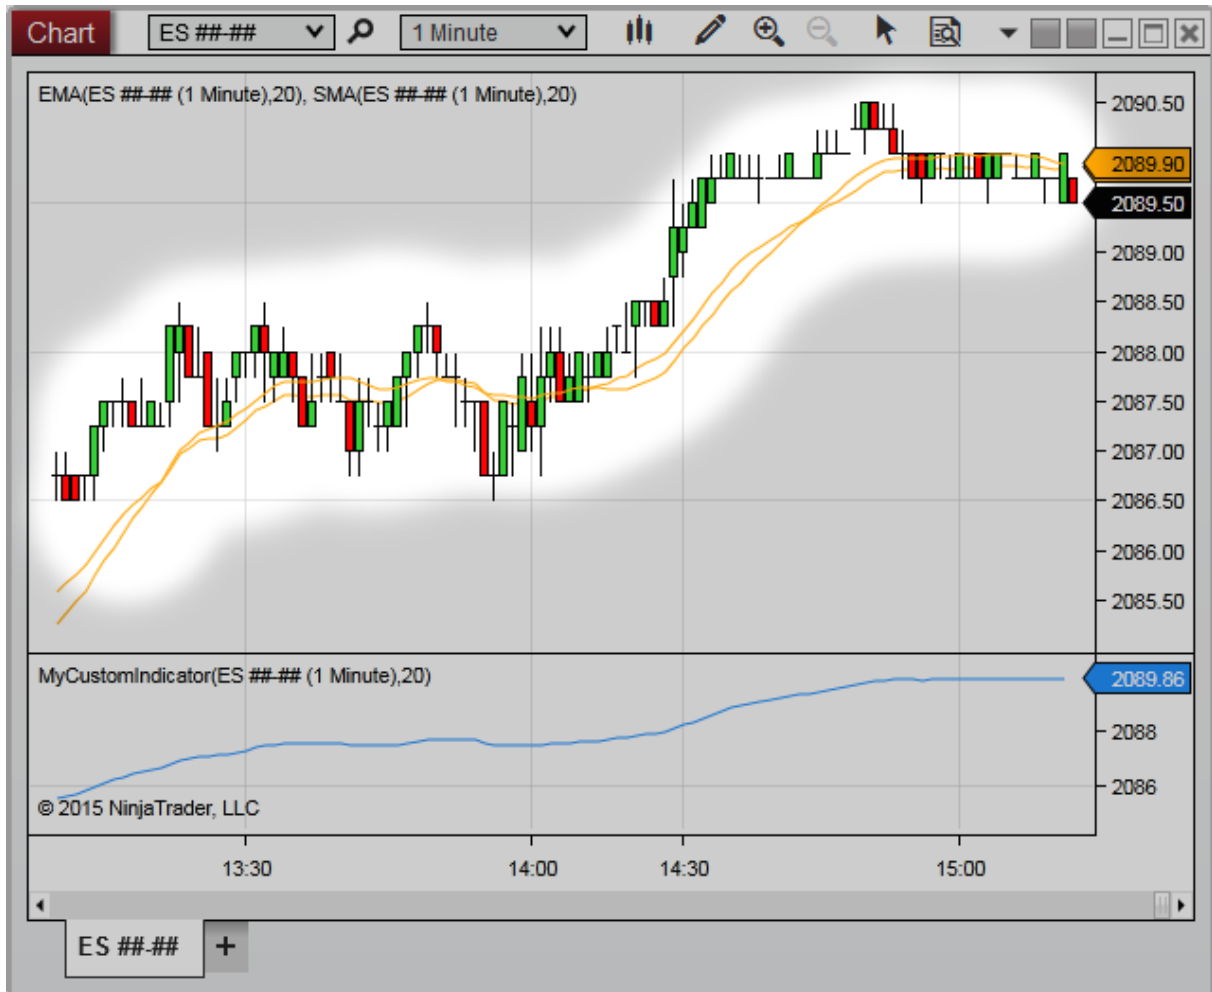 Chart
ES ##-##
1 Minute
EMA(ES ##-## (1 Minute),20), SMA(ES ##-## (1 Minute),20)
2090.50
2089.90
2089.50
2089.00
2088.50
2088.00
2087.50
2087.00
2086.50
2086.00
2085.50
MyCustomIndicator(ES ##-## (1 Minute),20)
2089.86
2088
2086
© 2015 NinjaTrader, LLC
13:30 14:00 14:30 15:00
ES ##-## +